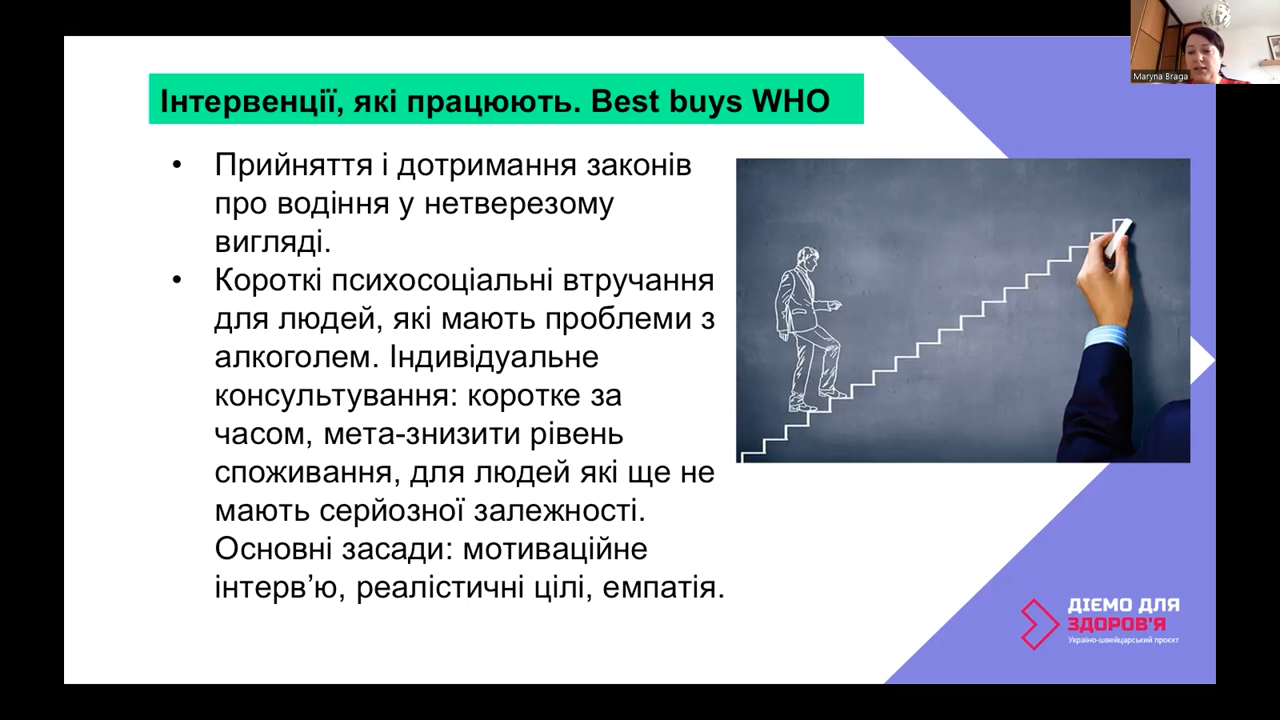 Maryna Braga
Інтервенції, які працюють. Best buys WHO
• Прийняття і дотримання законів
про водіння у нетверезому
вигляді.
• Короткі психосоціальні втручання
для людей, які мають проблеми з
алкоголем. Індивідуальне
консультування: коротке за
часом, мета-знизити рівень
споживання, для людей які ще не
мають серйозної залежності.
Основні засади: мотиваційне
інтерв’ю, реалістичні цілі, емпатія.
ДІЄМО ДЛЯ
ЗДОРОВ'Я
Україно-швейцарський проєкт